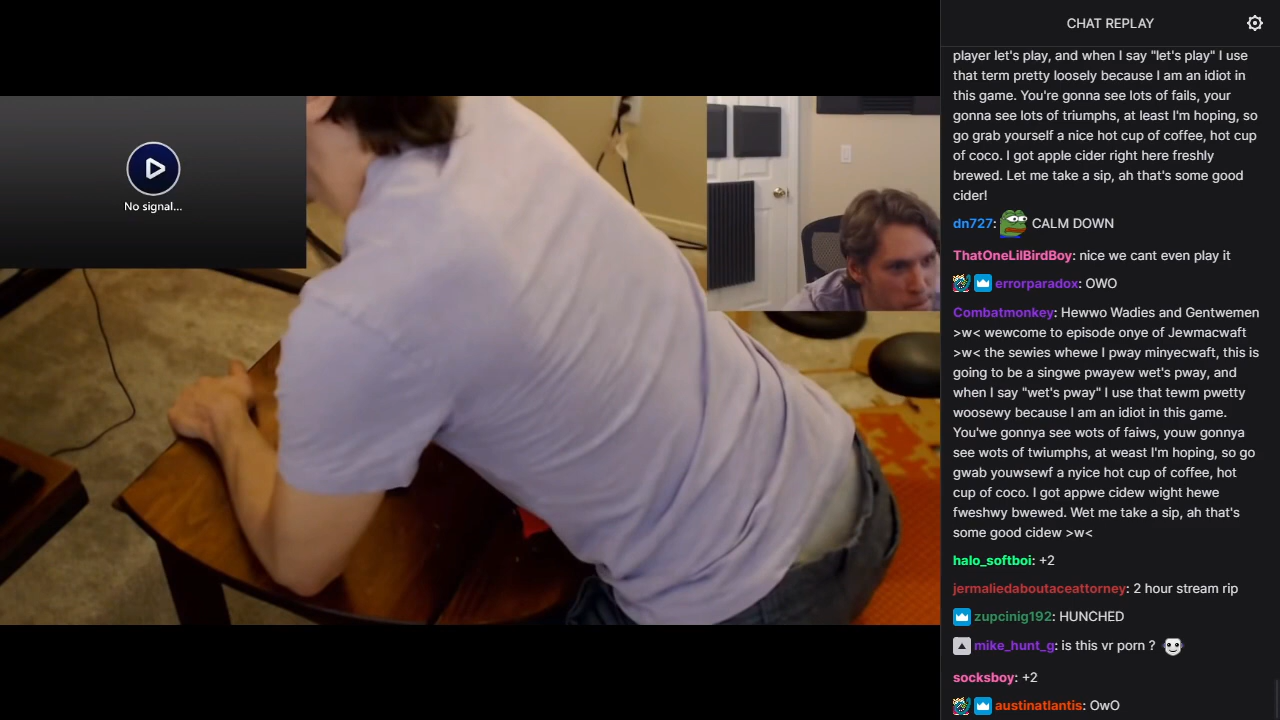 CHAT REPLAY
No signal...
player let's play, and when I say "let's play" I use
that term pretty loosely because I am an idiot in
this game. You're gonna see lots of fails, your
gonna see lots of triumphs, at least I'm hoping, so
go grab yourself a nice hot cup of coffee, hot cup
of coco. I got apple cider right here freshly
brewed. Let me take a sip, ah that's some good
cider!
dn727: CALM DOWN
ThatOneLilBirdBoy: nice we cant even play it
errorparadox: OWO
Combatmonkey: Hewwo Wadies and Gentwemen
>w< wewcome to episode onye of Jewmacwaft
>w< the sewies whewe I pway minyecwaft, this is
going to be a singwe pwayew wet's pway, and
when I say "wet's pway" I use that tewm pwetty
woosewy because I am an idiot in this game.
You'we gonnya see wots of faiws, youw gonnya
see wots of twiumphs, at weast I'm hoping, so go
gwab youwsewf a nyice hot cup of coffee, hot
cup of coco. I got appwe cidew wight hewe
fweshwy bwewed. Wet me take a sip, ah that's
some good cidew >w<
halo_softboi: +2
jermaliedaboutaceattorney: 2 hour stream rip
zupcinig192: HUNCHED
mike_hunt_g: is this vr porn ?
socksboy: +2
austinatlantis: OwO